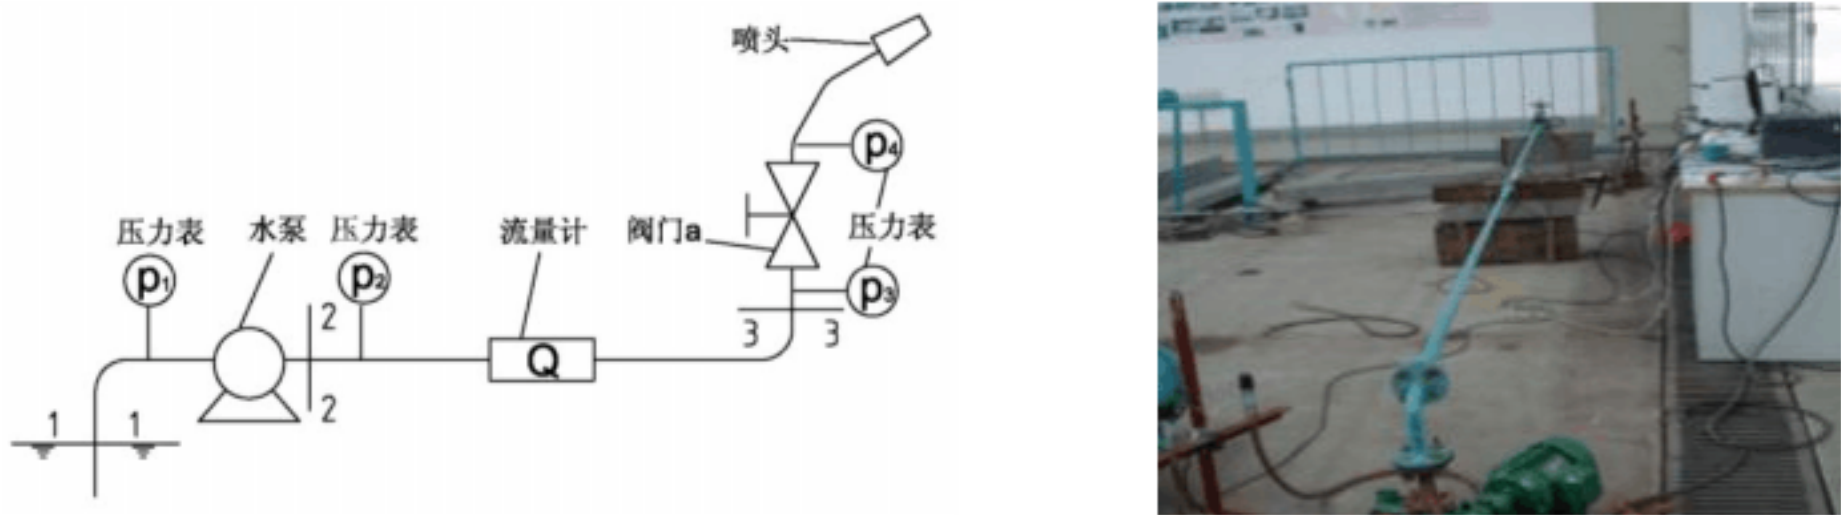 喷头
p4
压力表 水泵 压力表 流量计 阀门a 压力表
p1 p2 p3
2 3 3
Q
1 1 2